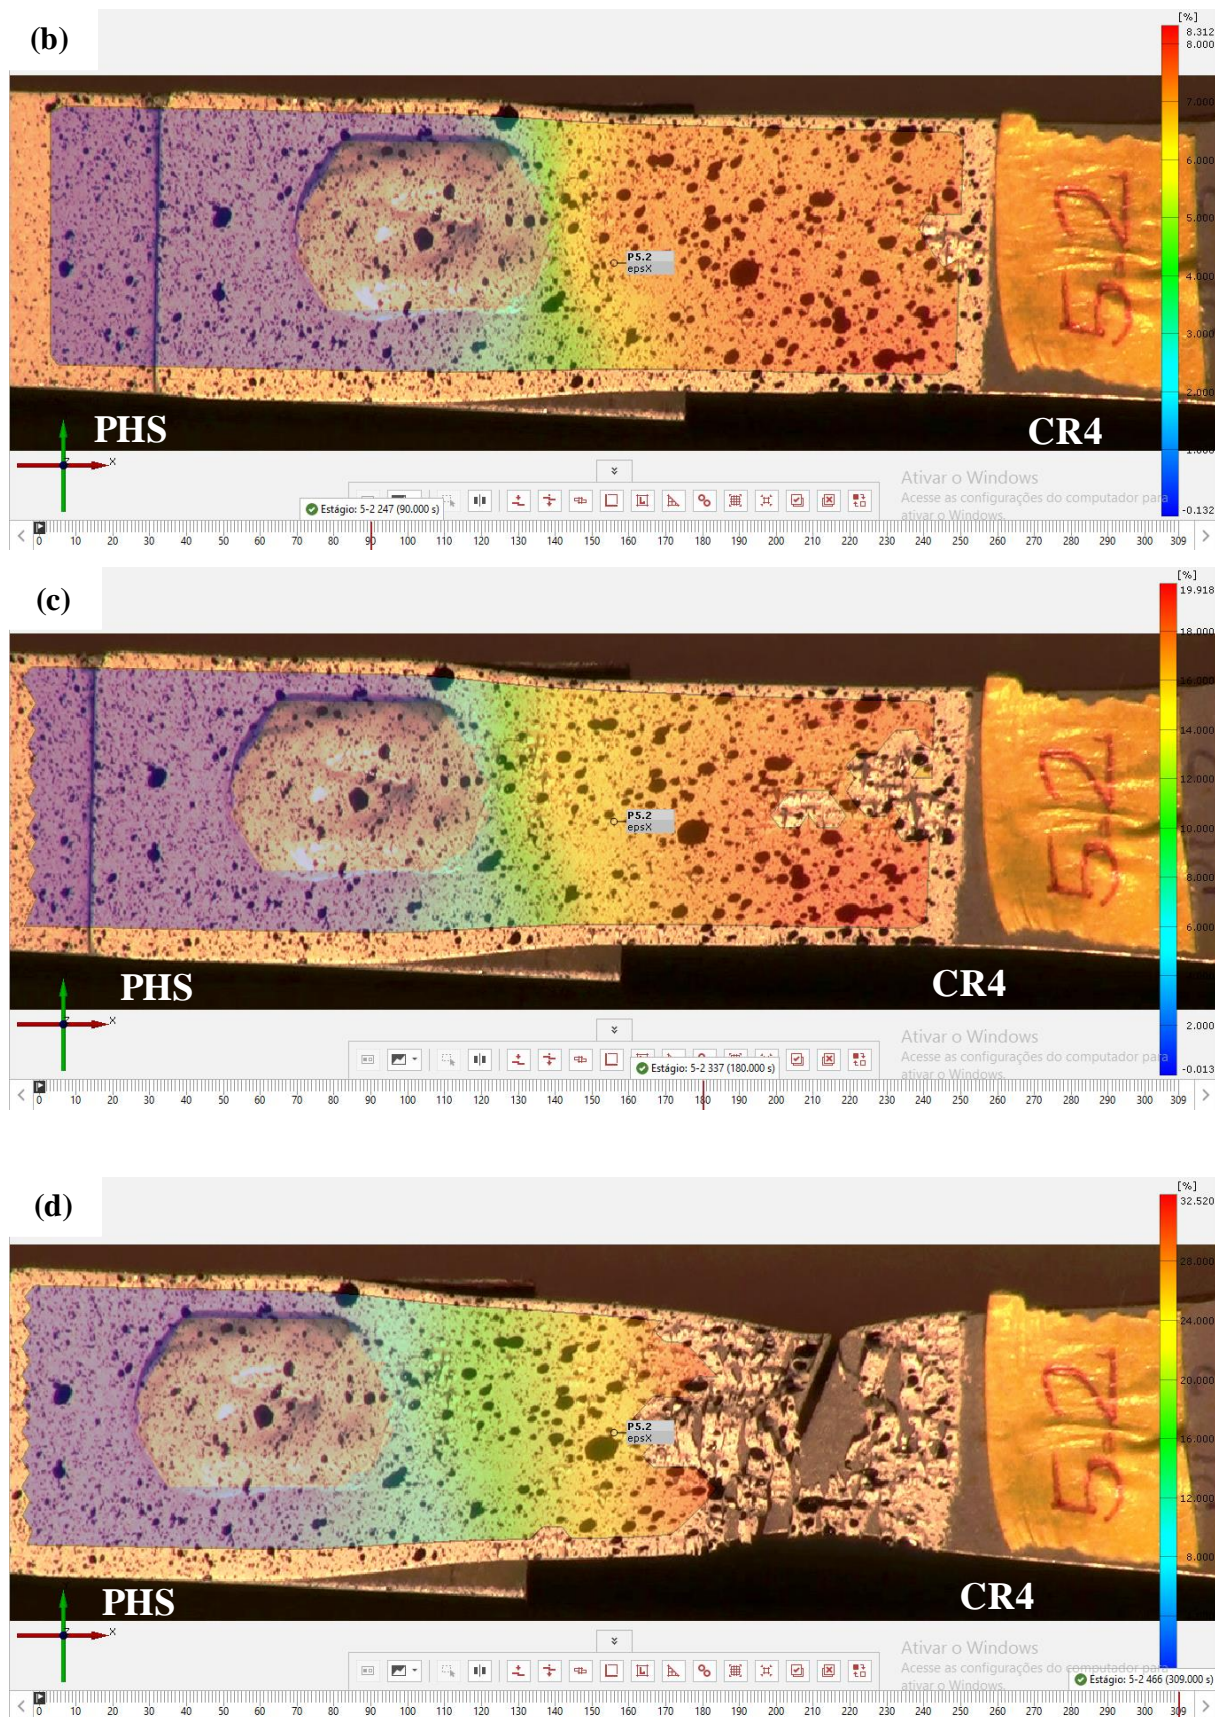 (b)
[%]
8.312
8.000
7.000
6.000
5.000
4.000
3.000
2.000
1.000
-0.132
P5.2
epsX
5-2
PHS
CR4
X
Ativar o Windows
Acesse as configurações do computador para
ativar o Windows.
Estágio: 5-2 247 (90.000 s)
0 10 20 30 40 50 60 70 80 90 100 110 120 130 140 150 160 170 180 190 200 210 220 230 240 250 260 270 280 290 300 309
(c)
[%]
19.918
18.000
16.000
14.000
12.000
10.000
8.000
6.000
2.000
-0.013
P5.2
epsX
5-2
PHS
CR4
X
Ativar o Windows
Acesse as configurações do computador para
ativar o Windows.
Estágio: 5-2 337 (180.000 s)
0 10 20 30 40 50 60 70 80 90 100 110 120 130 140 150 160 170 180 190 200 210 220 230 240 250 260 270 280 290 300 309
(d)
[%]
32.520
28.000
24.000
20.000
16.000
12.000
8.000
P5.2
epsX
5-2
PHS
CR4
X
Ativar o Windows
Acesse as configurações do computador para
ativar o Windows.
Estágio: 5-2 466 (309.000 s)
0 10 20 30 40 50 60 70 80 90 100 110 120 130 140 150 160 170 180 190 200 210 220 230 240 250 260 270 280 290 300 309